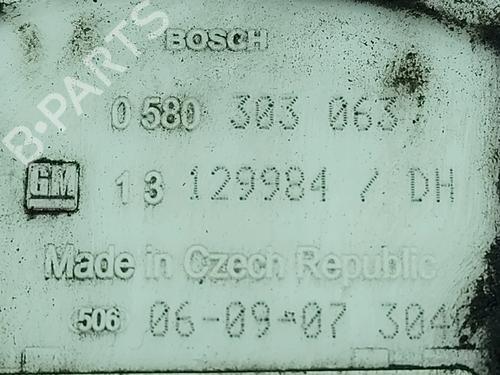 BOSCH
0 580 303 063
GM 13 129984 / DH
Made in Czech Republic
506 06-09-07 304
B-PARTS